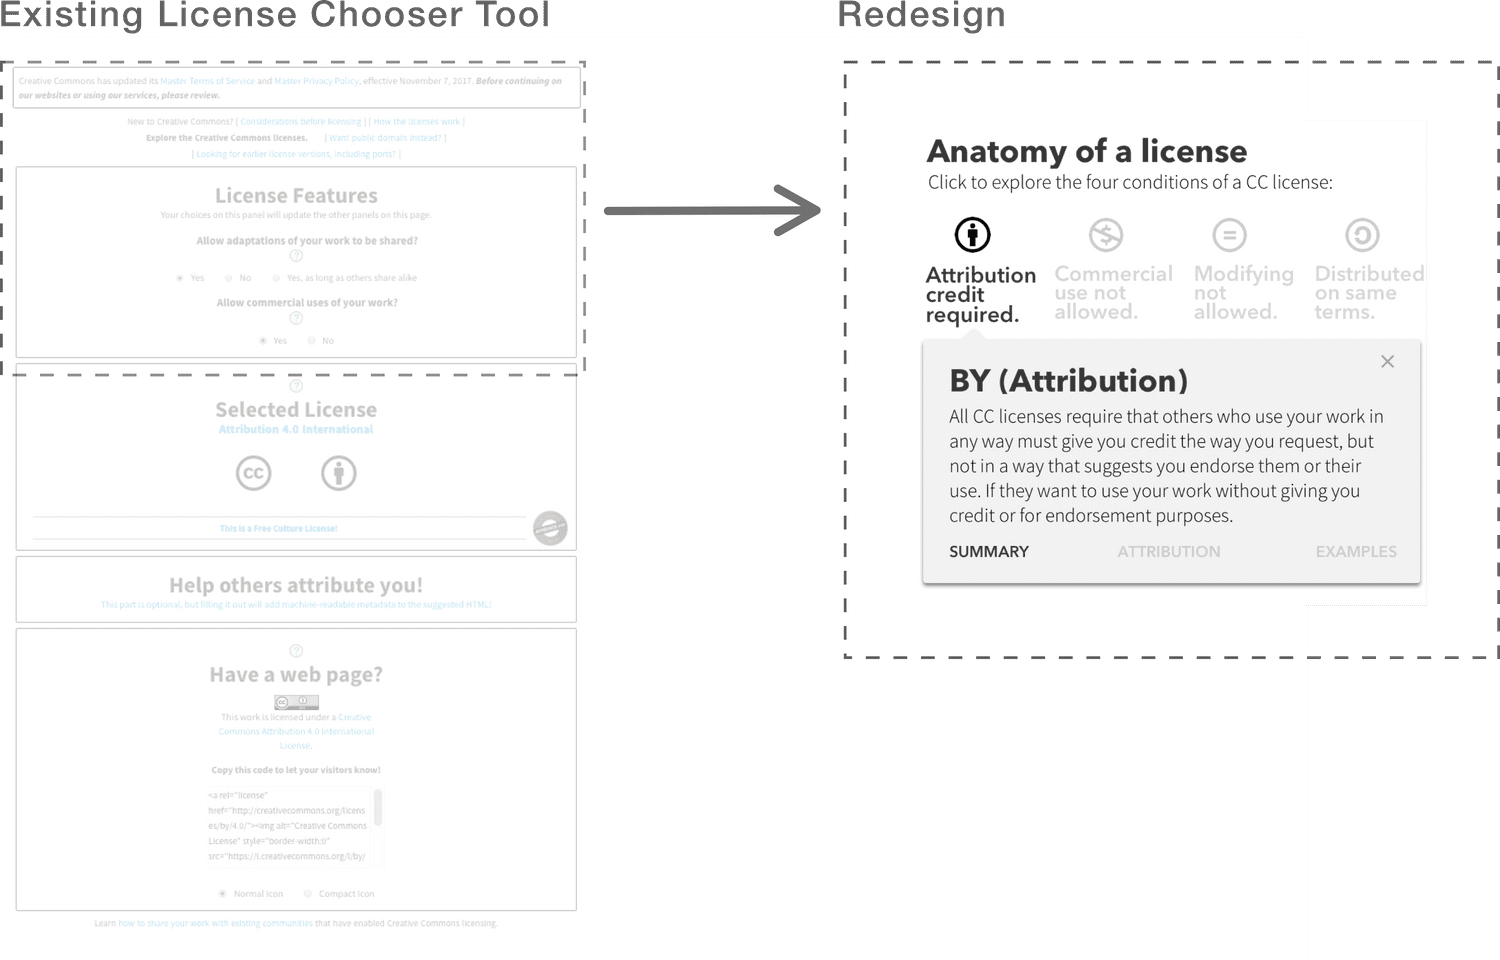 Existing License Chooser Tool
Creative Commons has updated its Master Terms of Service and Master Privacy Policy, effective November 7, 2017. Before continuing on
our websites or using our services, please review.
New to Creative Commons? [ Considerations before licensing ] [ How the licenses work ]
Explore the Creative Commons licenses. [ Want public domain instead? ]
[ Looking for earlier license versions, including ports? ]
License Features
Your choices on this panel will update the other panels on this page.
Allow adaptations of your work to be shared?
?
Yes No Yes, as long as others share alike
Allow commercial uses of your work?
?
Yes No
?
Selected License
Attribution 4.0 International
cc
This is a Free Culture License!
Help others attribute you!
This part is optional, but filling it out will add machine-readable metadata to the suggested HTML!
?
Have a web page?
cc
This work is licensed under a Creative
Commons Attribution 4.0 International
License.
Copy this code to let your visitors know!
<a rel="license"
href="http://creativecommons.org/licens
es/by/4.0/"><img alt="Creative Commons
License" style="border-width:0"
src="https://i.creativecommons.org/l/by/
Normal Icon Compact Icon
Learn how to share your work with existing communities that have enabled Creative Commons licensing.
Redesign
Anatomy of a license
Click to explore the four conditions of a CC license:
Attribution
credit
required.
Commercial
use not
allowed.
Modifying
not
allowed.
Distributed
on same
terms.
BY (Attribution)
All CC licenses require that others who use your work in
any way must give you credit the way you request, but
not in a way that suggests you endorse them or their
use. If they want to use your work without giving you
credit or for endorsement purposes.
SUMMARY ATTRIBUTION EXAMPLES